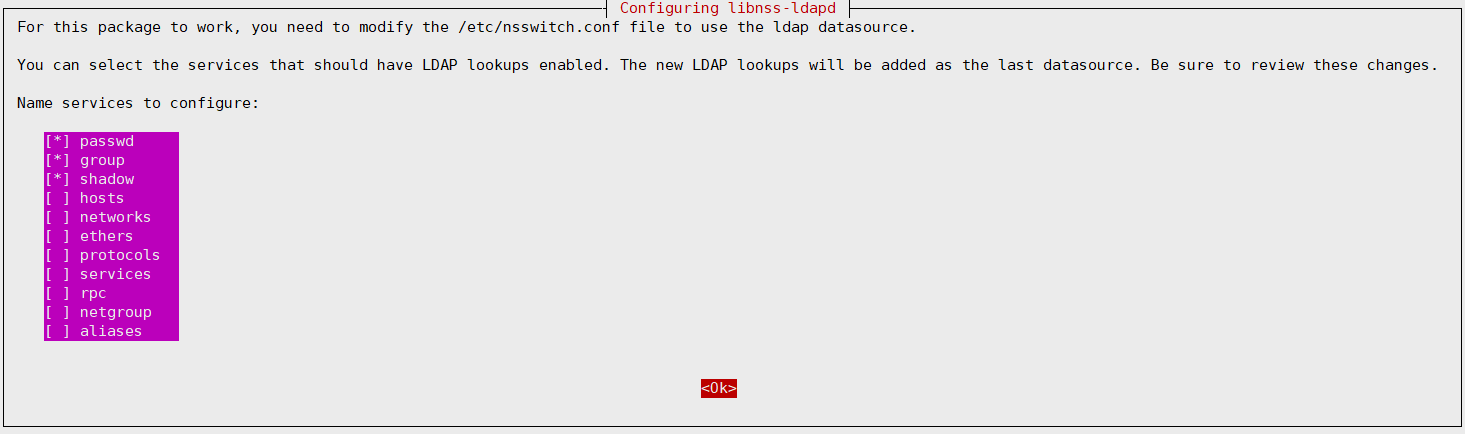 Configuring libnss-ldapd
For this package to work, you need to modify the /etc/nsswitch.conf file to use the ldap datasource.
You can select the services that should have LDAP lookups enabled. The new LDAP lookups will be added as the last datasource. Be sure to review these changes.
Name services to configure:
[*] passwd
[*] group
[*] shadow
[ ] hosts
[ ] networks
[ ] ethers
[ ] protocols
[ ] services
[ ] rpc
[ ] netgroup
[ ] aliases
<Ok>